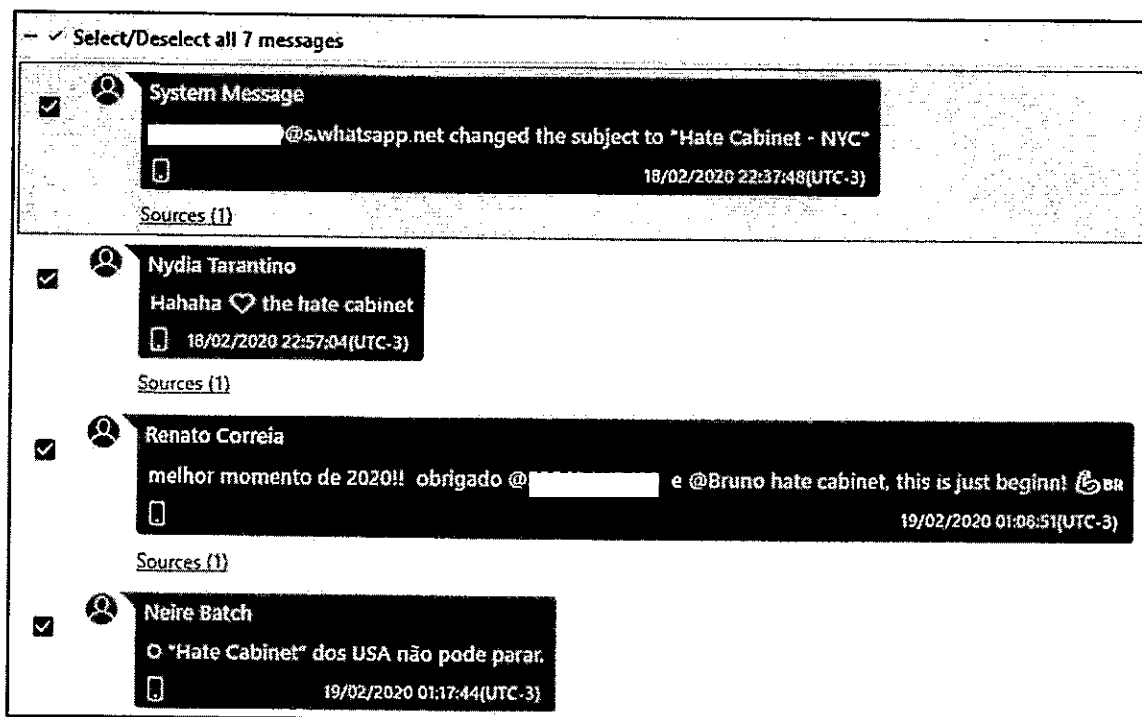 Select/Deselect all 7 messages
System Message
@s.whatsapp.net changed the subject to "Hate Cabinet - NYC"
18/02/2020 22:37:48(UTC-3)
Sources (1)
Nydia Tarantino
Hahaha ♡ the hate cabinet
18/02/2020 22:57:04(UTC-3)
Sources (1)
Renato Correia
melhor momento de 2020!! obrigado @ e @Bruno hate cabinet, this is just beginn! 💪BR
19/02/2020 01:08:51(UTC-3)
Sources (1)
Neire Batch
O "Hate Cabinet" dos USA não pode parar.
19/02/2020 01:17:44(UTC-3)